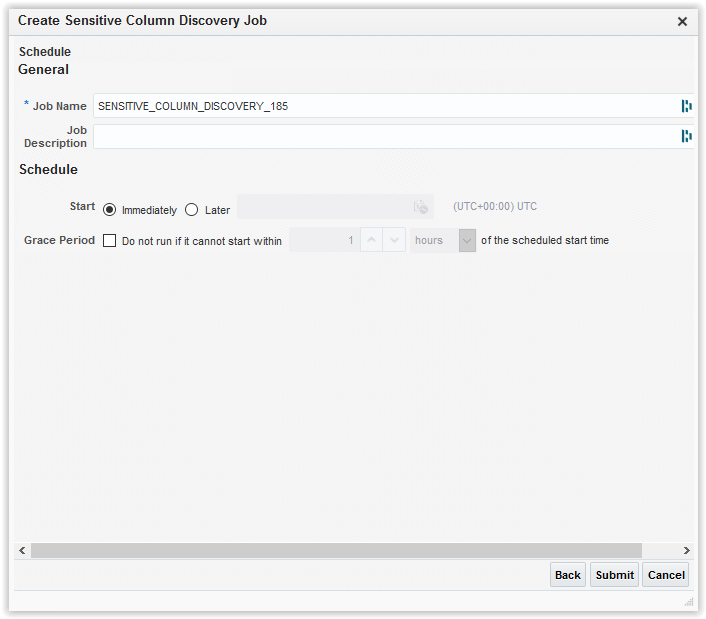 Create Sensitive Column Discovery Job
Schedule
General
* Job Name SENSITIVE_COLUMN_DISCOVERY_185
Job
Description
Schedule
Start Immediately Later (UTC+00:00) UTC
Grace Period Do not run if it cannot start within 1 hours of the scheduled start time
Back Submit Cancel